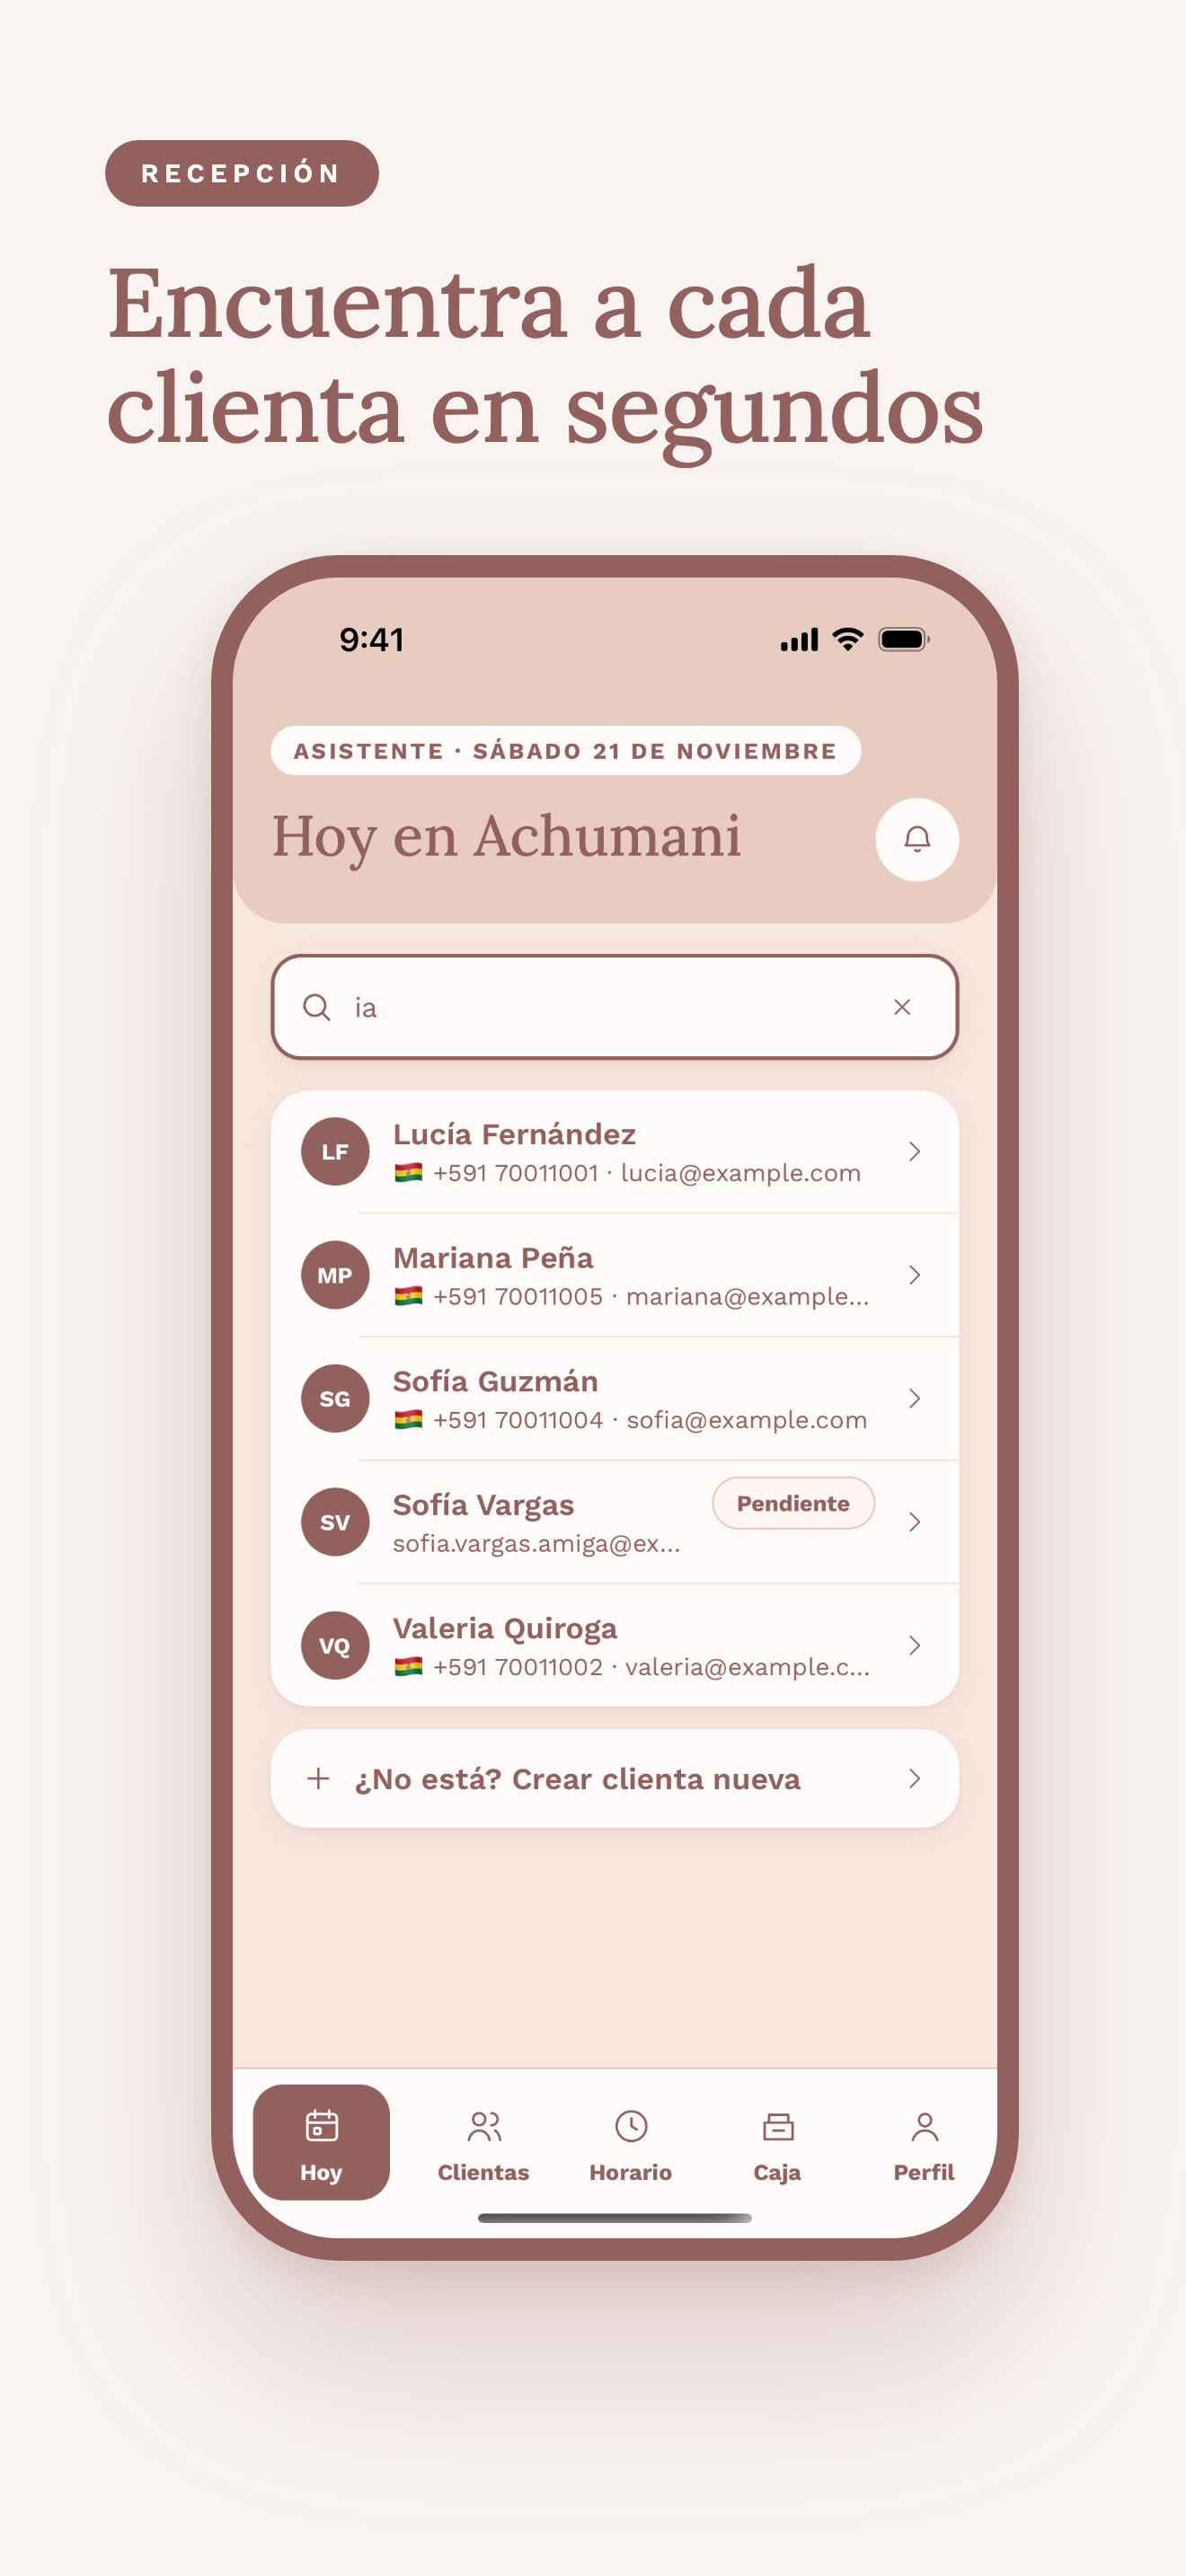 RECEPCIÓN
Encuentra a cada
clienta en segundos
9:41
ASISTENTE · SÁBADO 21 DE NOVIEMBRE
Hoy en Achumani
ia
LF
Lucía Fernández
+591 70011001 · lucia@example.com
MP
Mariana Peña
+591 70011005 · mariana@example...
SG
Sofía Guzmán
+591 70011004 · sofia@example.com
SV
Sofía Vargas
Pendiente
sofia.vargas.amiga@ex...
VQ
Valeria Quiroga
+591 70011002 · valeria@example.c...
¿No está? Crear clienta nueva
Hoy
Clientas
Horario
Caja
Perfil